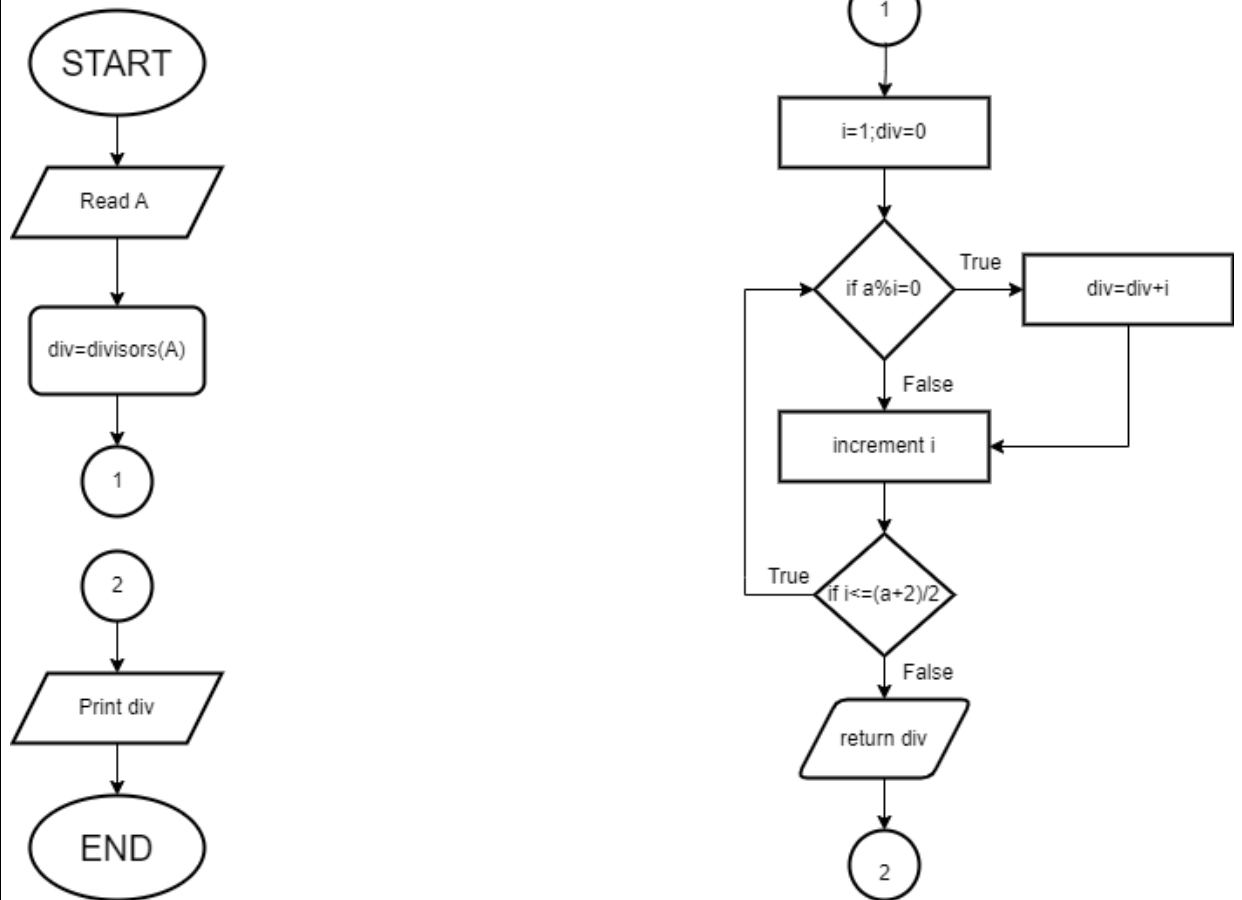 START
Read A
div=divisors(A)
1
2
Print div
END
1
i=1;div=0
if a%i=0
True
div=div+i
False
increment i
if i<=(a+2)/2
True
False
return div
2